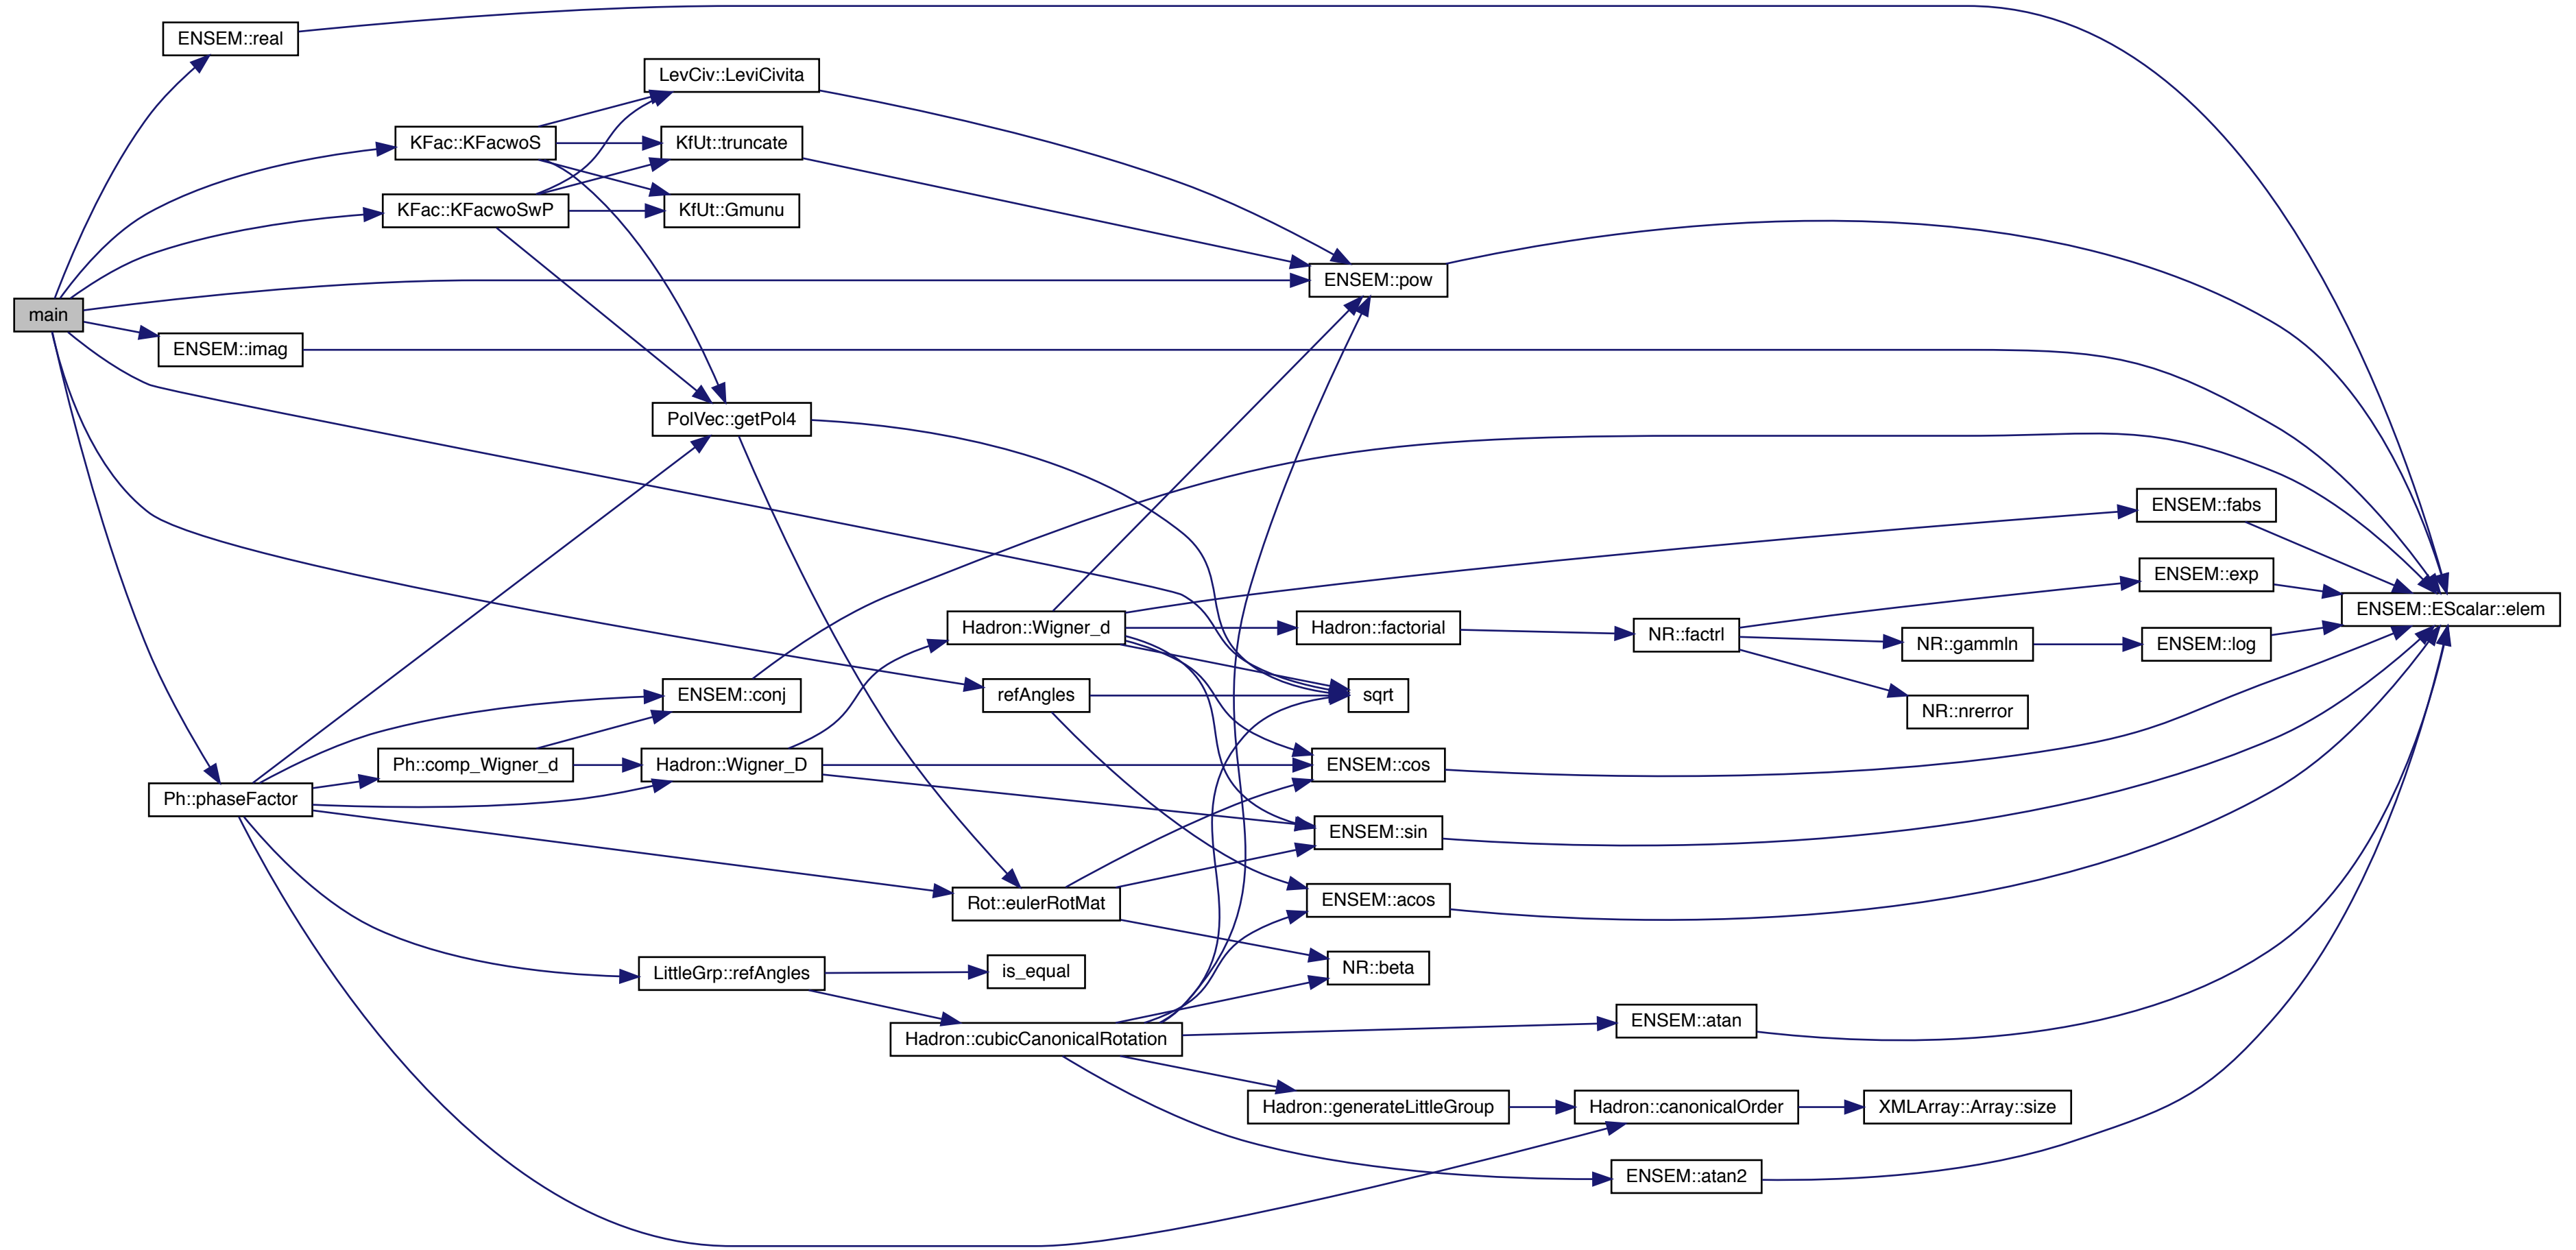 main
ENSEM::real
KFac::KFacwoS
KFac::KFacwoSwP
ENSEM::imag
Ph::phaseFactor
LevCiv::LeviCivita
KfUt::truncate
KfUt::Gmunu
PolVec::getPol4
ENSEM::conj
Ph::comp_Wigner_d
Hadron::Wigner_D
LittleGrp::refAngles
Hadron::Wigner_d
refAngles
Rot::eulerRotMat
is_equal
Hadron::cubicCanonicalRotation
ENSEM::pow
Hadron::factorial
sqrt
ENSEM::cos
ENSEM::sin
ENSEM::acos
NR::beta
Hadron::generateLittleGroup
NR::factrl
ENSEM::atan
Hadron::canonicalOrder
ENSEM::atan2
NR::gammln
NR::nrerror
XMLArray::Array::size
ENSEM::fabs
ENSEM::exp
ENSEM::log
ENSEM::EScalar::elem